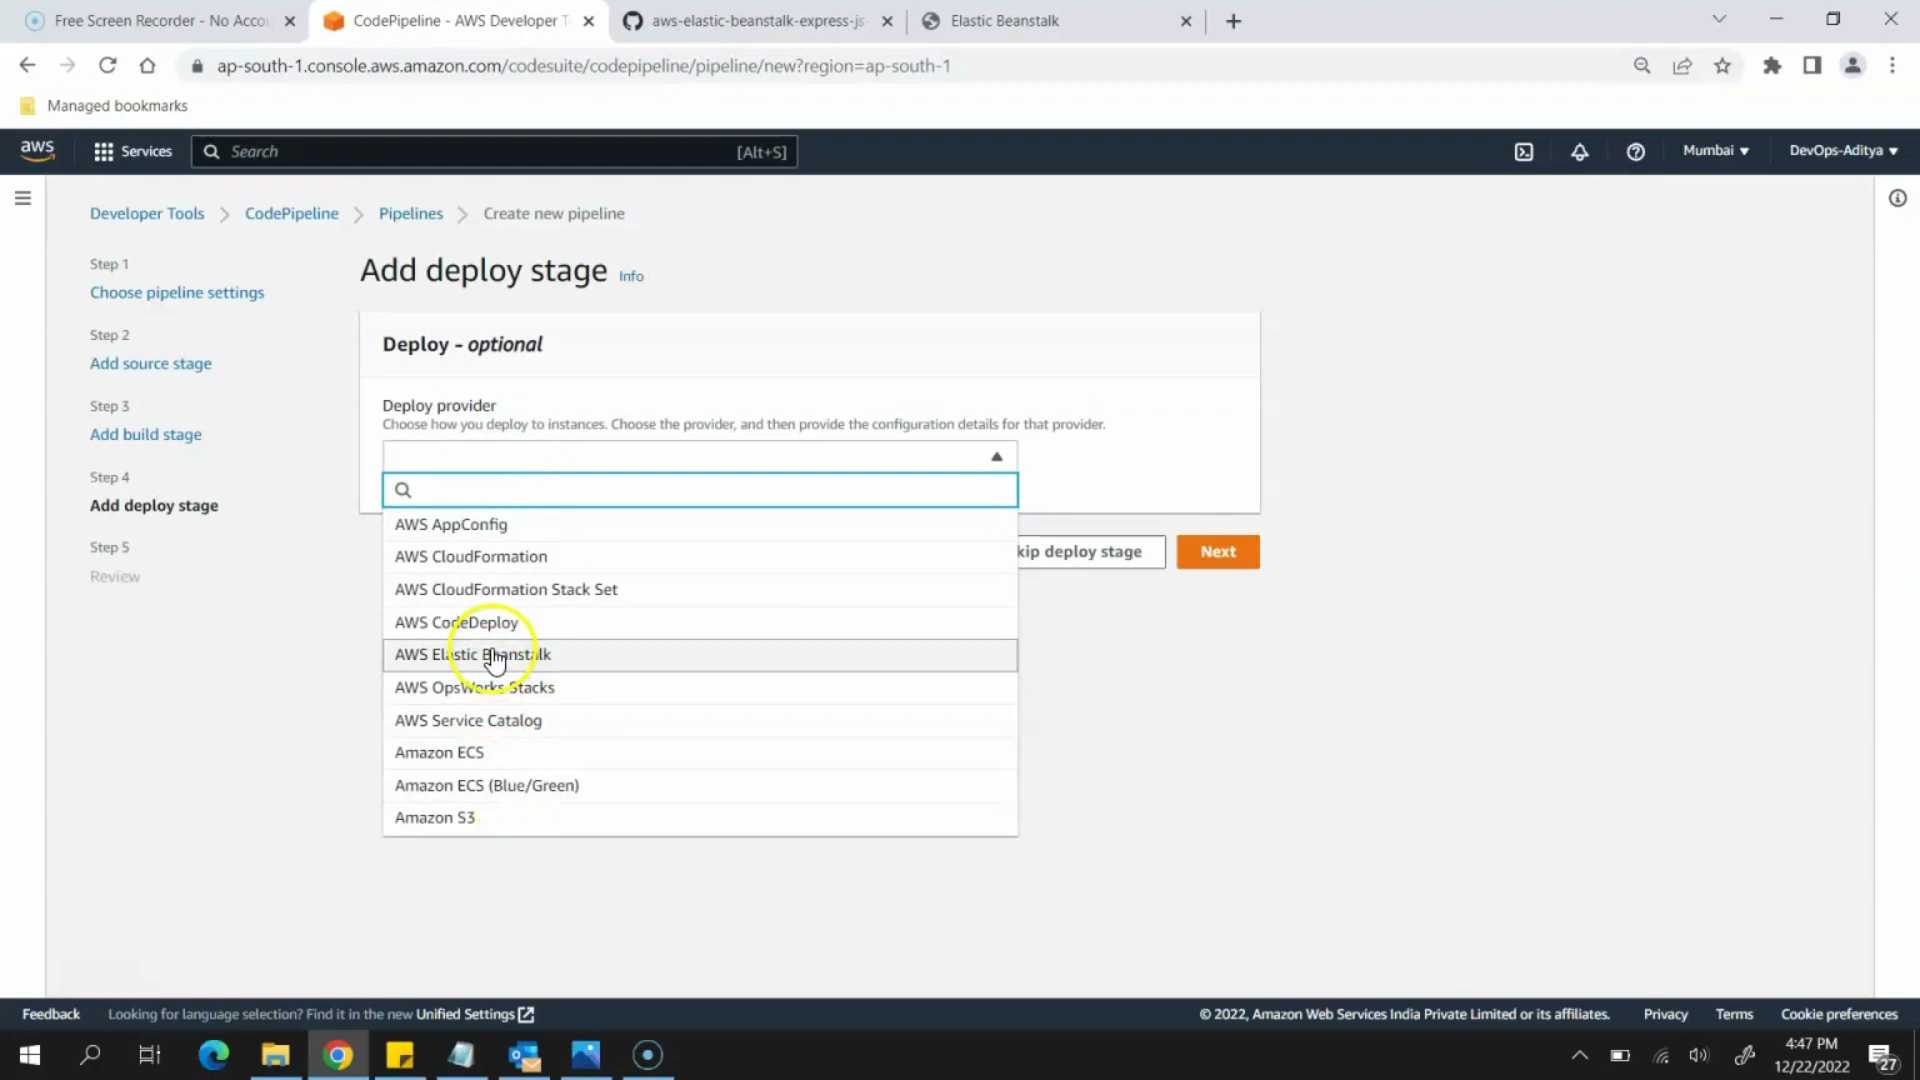 Free Screen Recorder - No Accou
CodePipeline - AWS Developer T
aws-elastic-beanstalk-express-js-
Elastic Beanstalk
ap-south-1.console.aws.amazon.com/codesuite/codepipeline/pipeline/new?region=ap-south-1
Managed bookmarks
aws
Services
Search
[Alt+S]
Mumbai
DevOps-Aditya
Developer Tools
CodePipeline
Pipelines
Create new pipeline
Step 1
Choose pipeline settings
Step 2
Add source stage
Step 3
Add build stage
Step 4
Add deploy stage
Step 5
Review
Add deploy stage Info
Deploy - optional
Deploy provider
Choose how you deploy to instances. Choose the provider, and then provide the configuration details for that provider.
AWS AppConfig
AWS CloudFormation
AWS CloudFormation Stack Set
AWS CodeDeploy
AWS Elastic Beanstalk
AWS OpsWorks Stacks
AWS Service Catalog
Amazon ECS
Amazon ECS (Blue/Green)
Amazon S3
kip deploy stage
Next
Feedback
Looking for language selection? Find it in the new Unified Settings
© 2022, Amazon Web Services India Private Limited or its affiliates.
Privacy
Terms
Cookie preferences
4:47 PM
12/22/2022
27